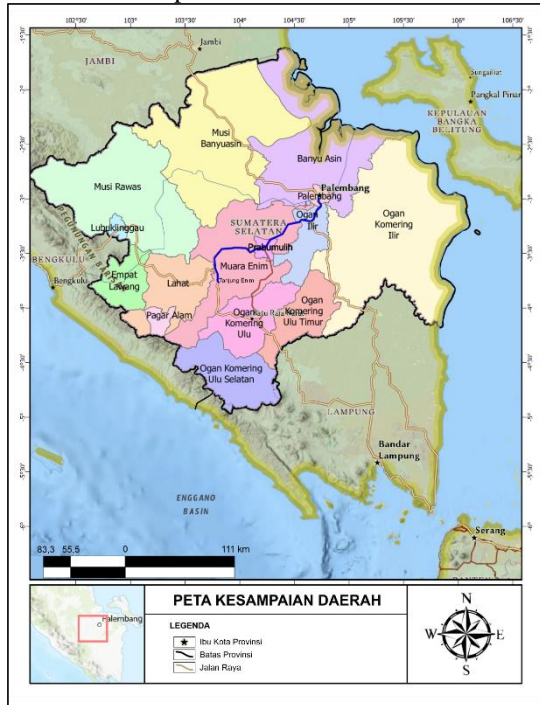 102°30' 103° 103°30' 104° 104°30' 105° 105°30' 106° 106°30'
Jambi
JAMBI
Sungailiat
Pangkal Pinang
KEPULAUAN
BANGKA
BELITUNG
Musi
Banyuasin
Banyu Asin
Musi Rawas
Palembang
Palembang
Ogan
Ilir
SUMATERA
SELATAN
Lubuklinggau
Ogan
Komering
Ilir
Prabumulih
BENGKULU
Bengkulu
Empat
Lawang
Muara Enim
Tanjung Enim
Lahat
Pagar Alam
Ogan
Komering
Ulu
Ogan
Komering
Ulu Timur
Ogan Komering
Ulu Selatan
LAMPUNG
Bandar
Lampung
ENGGANO
BASIN
Serang
83,3 55,5 0 111 km
Palembang
PETA KESAMPAIAN DAERAH
LEGENDA
Ibu Kota Provinsi
Batas Provinsi
Jalan Raya
N
W E
S